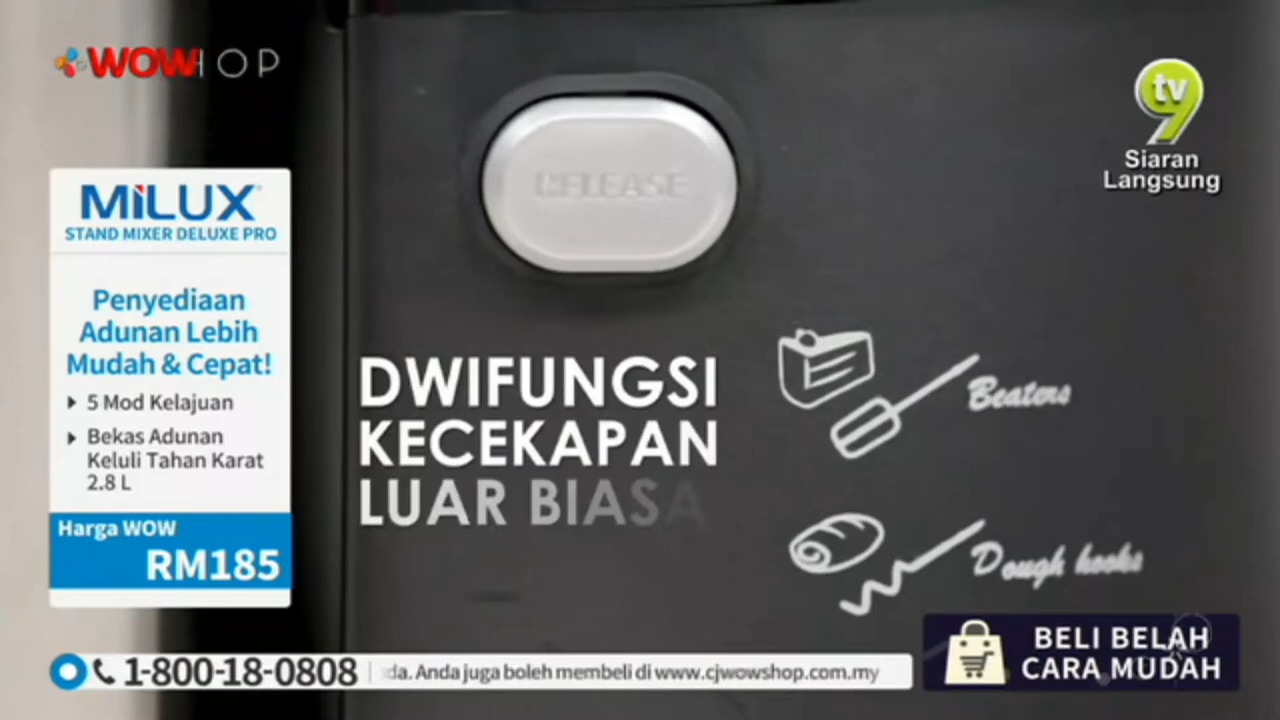 WOWSHOP
tv9
Siaran
Langsung
RELEASE
MiLUX
STAND MIXER DELUXE PRO
Penyediaan
Adunan Lebih
Mudah & Cepat!
5 Mod Kelajuan
Bekas Adunan
Keluli Tahan Karat
2.8 L
Harga WOW
RM185
DWIFUNGSI
KECEKAPAN
LUAR BIASA
Beaters
Dough hooks
1-800-18-0808
da. Anda juga boleh membeli di www.cjwowshop.com.my
BELI BELAH
CARA MUDAH